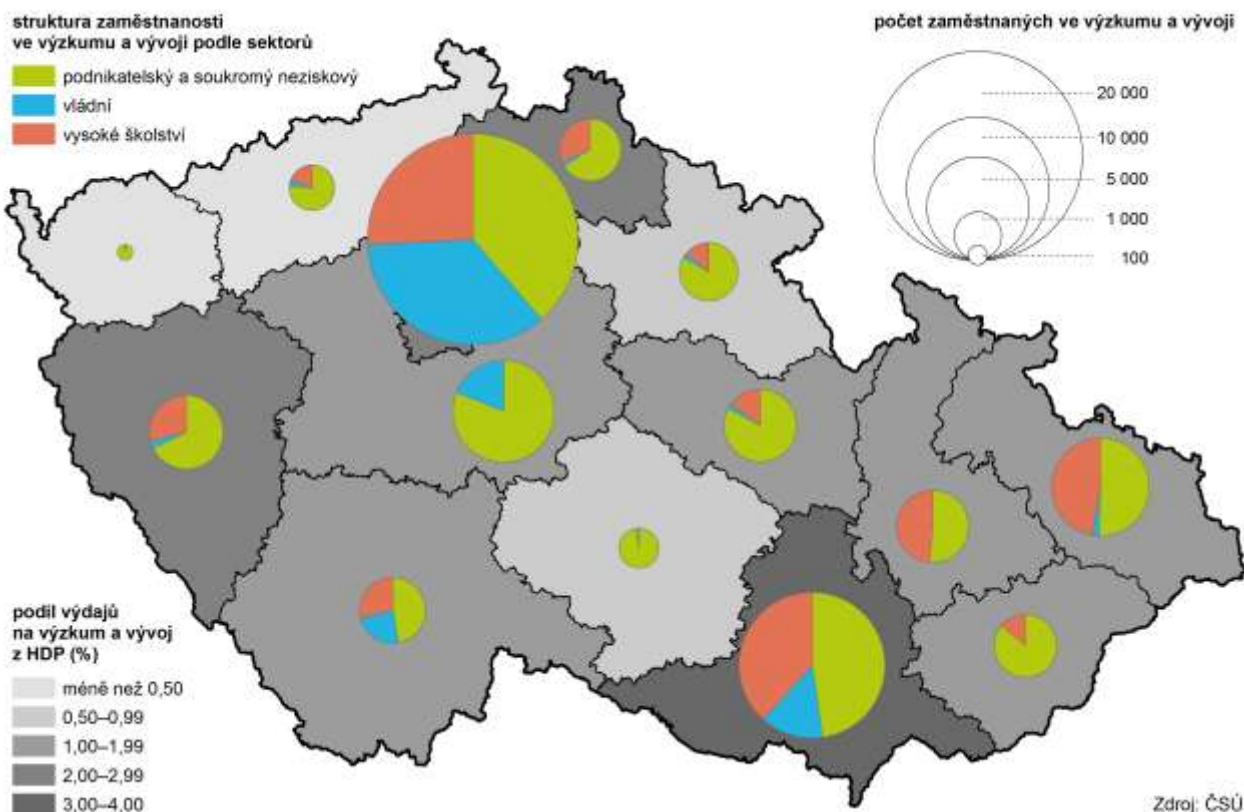 struktura zaměstnanosti
ve výzkumu a vývoji podle sektorů
podnikatelský a soukromý neziskový
vládní
vysoké školství
počet zaměstnaných ve výzkumu a vývoji
20 000
10 000
5 000
1 000
100
podíl výdajů
na výzkum a vývoj
z HDP (%)
méně než 0,50
0,50–0,99
1,00–1,99
2,00–2,99
3,00–4,00
Zdroj: ČSÚ